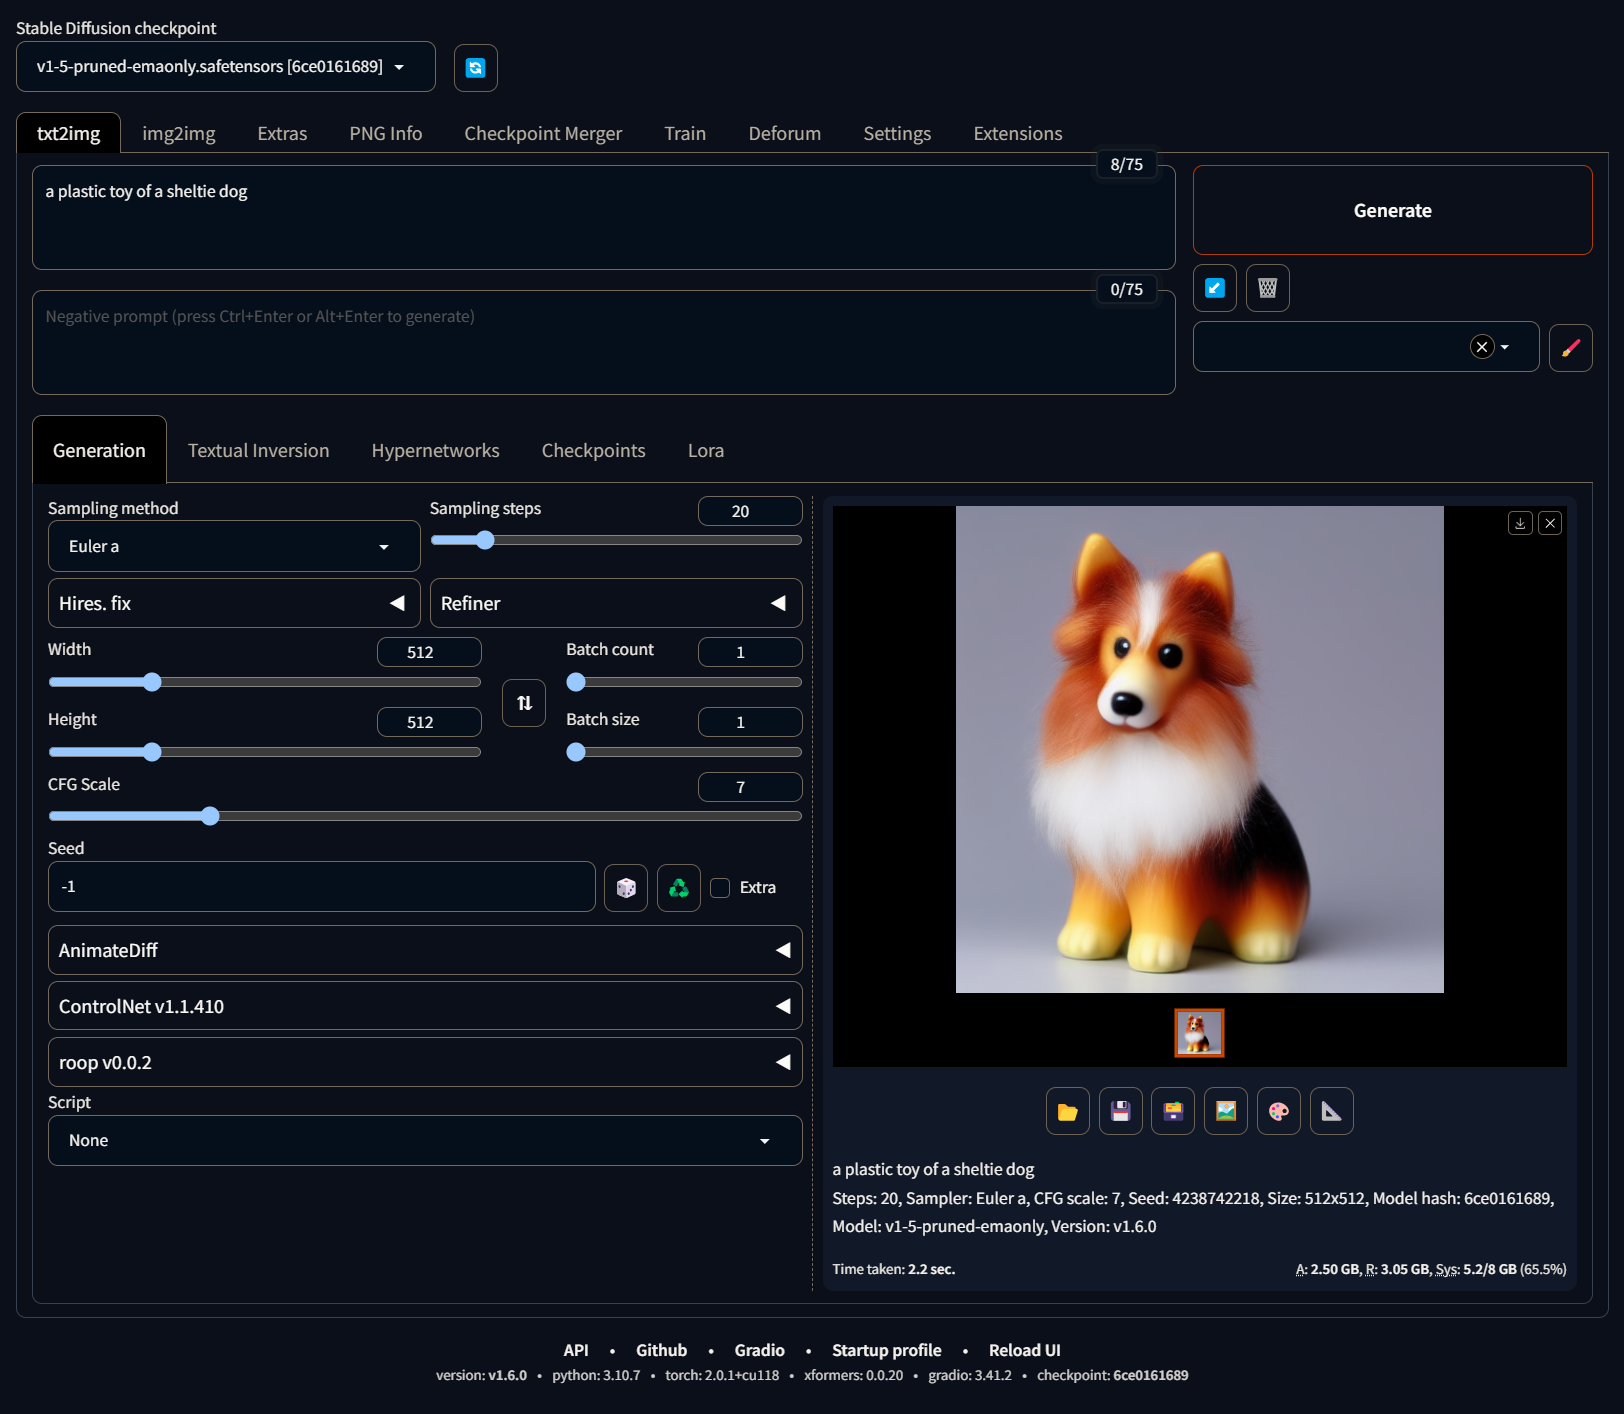 Stable Diffusion checkpoint
v1-5-pruned-emaonly.safetensors [6ce0161689]
txt2img img2img Extras PNG Info Checkpoint Merger Train Deforum Settings Extensions
8/75
a plastic toy of a sheltie dog
Generate
0/75
Negative prompt (press Ctrl+Enter or Alt+Enter to generate)
Generation Textual Inversion Hypernetworks Checkpoints Lora
Sampling method
Euler a
Sampling steps
20
Hires. fix
Refiner
Width
512
Batch count
1
Height
512
Batch size
1
CFG Scale
7
Seed
-1
Extra
AnimateDiff
ControlNet v1.1.410
roop v0.0.2
Script
None
a plastic toy of a sheltie dog
Steps: 20, Sampler: Euler a, CFG scale: 7, Seed: 4238742218, Size: 512x512, Model hash: 6ce0161689,
Model: v1-5-pruned-emaonly, Version: v1.6.0
Time taken: 2.2 sec.
A: 2.50 GB, R: 3.05 GB, Sys: 5.2/8 GB (65.5%)
API • Github • Gradio • Startup profile • Reload UI
version: v1.6.0 • python: 3.10.7 • torch: 2.0.1+cu118 • xformers: 0.0.20 • gradio: 3.41.2 • checkpoint: 6ce0161689